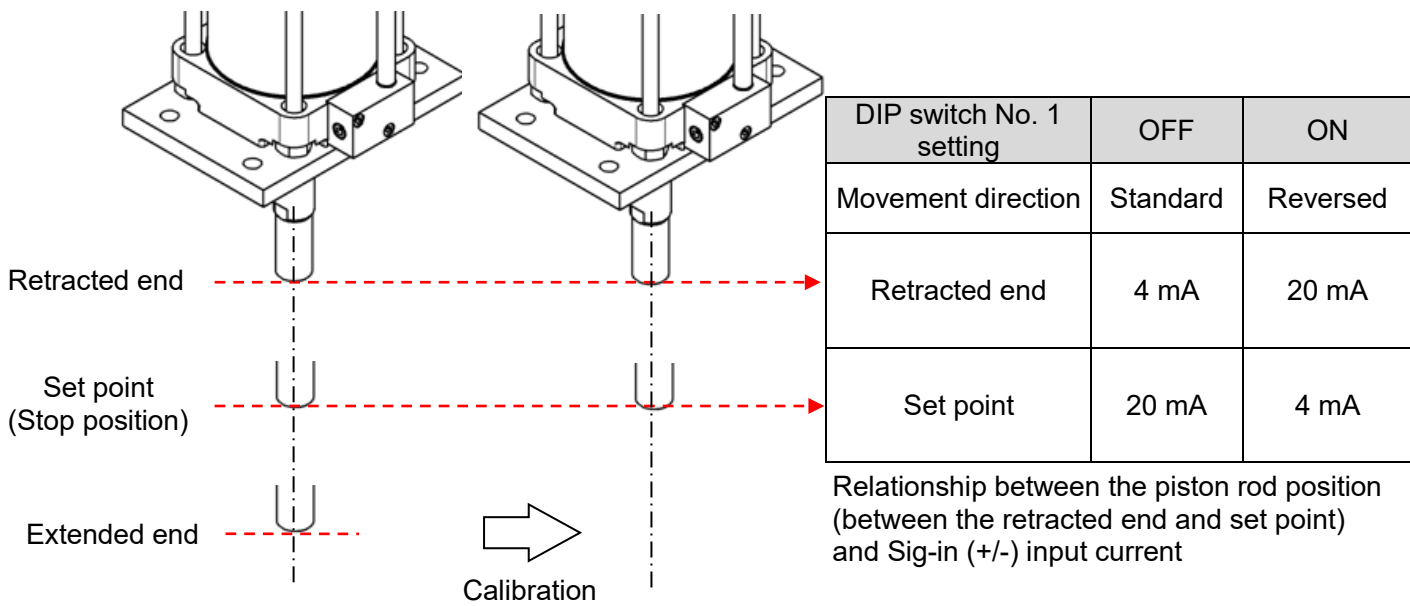 Retracted end
Set point
(Stop position)
Extended end
Calibration
DIP switch No. 1
setting
OFF
ON
Movement direction
Standard
Reversed
Retracted end
4 mA
20 mA
Set point
20 mA
4 mA
Relationship between the piston rod position
(between the retracted end and set point)
and Sig-in (+/-) input current